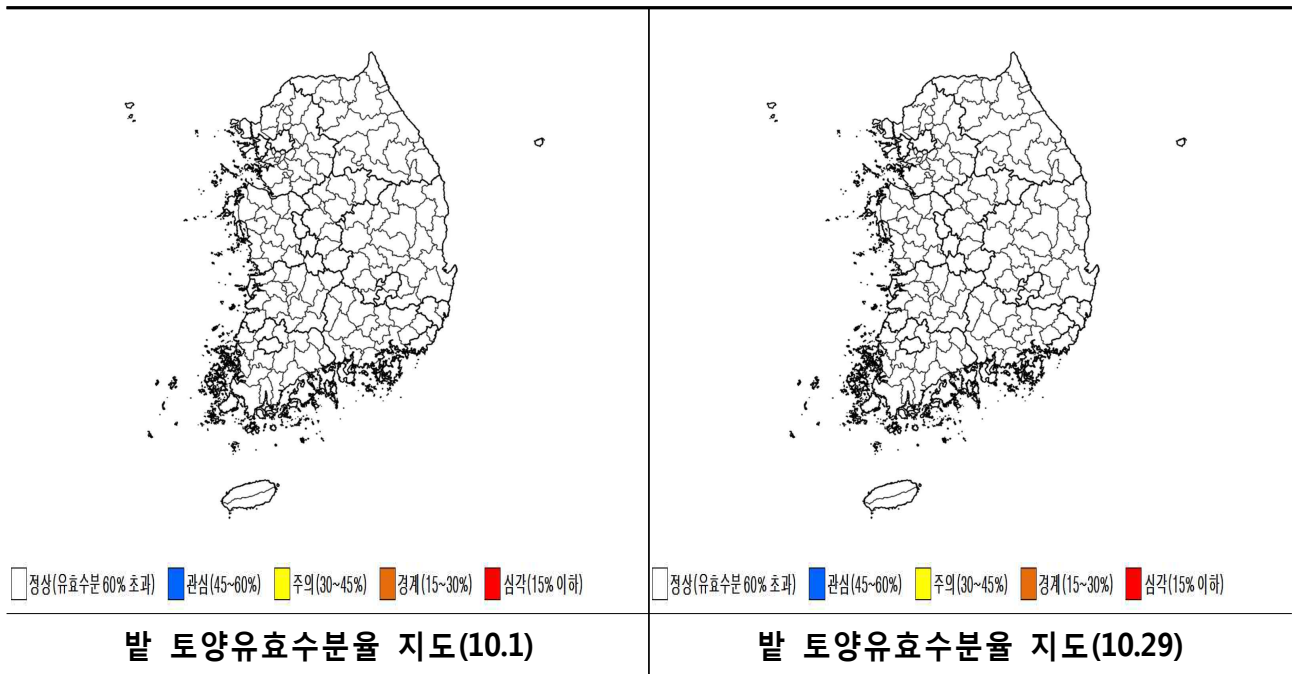 정상(유효수분 60% 초과) 관심(45~60%) 주의(30~45%) 경계(15~30%) 심각(15% 이하)
밭 토양유효수분율 지도(10.1)
정상(유효수분 60% 초과) 관심(45~60%) 주의(30~45%) 경계(15~30%) 심각(15% 이하)
밭 토양유효수분율 지도(10.29)